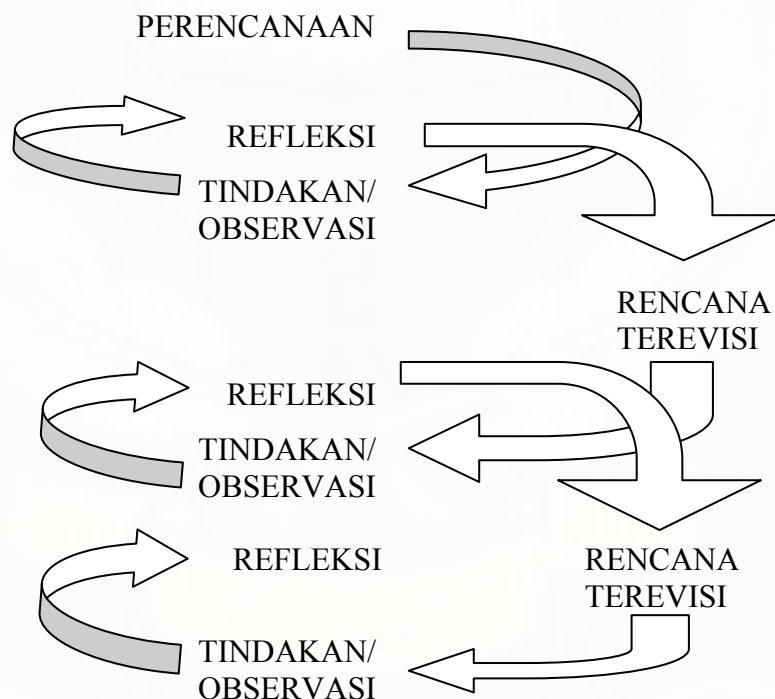 PERENCANAAN
REFLEKSI
TINDAKAN/
OBSERVASI
RENCANA
TEREVISI
REFLEKSI
TINDAKAN/
OBSERVASI
REFLEKSI
RENCANA
TEREVISI
TINDAKAN/
OBSERVASI